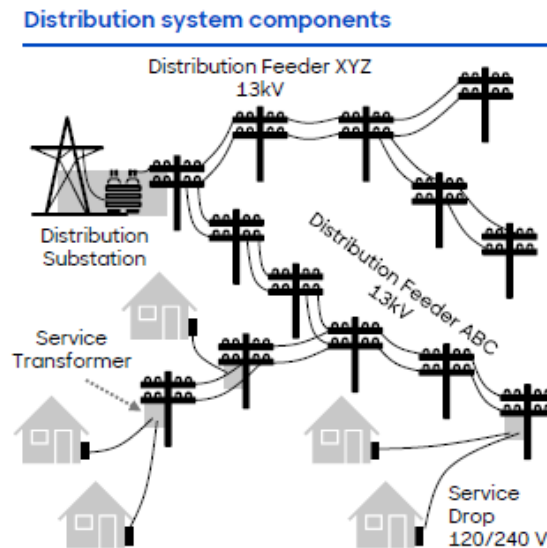 Distribution system components
Distribution Feeder XYZ
13kV
Distribution
Substation
Distribution Feeder ABC
13kV
Service
Transformer
Service
Drop
120/240 V